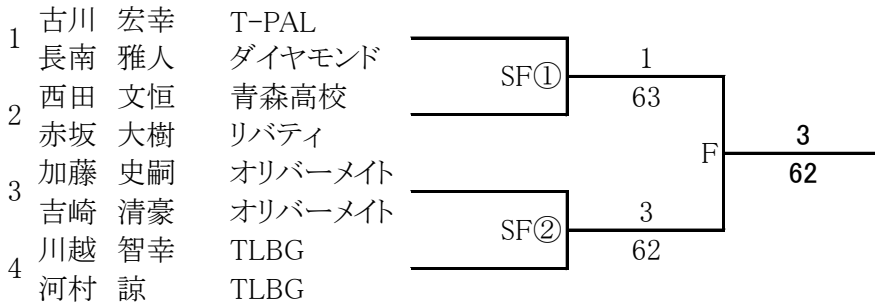 1 古川 宏幸 T-PAL
長南 雅人 ダイヤモンド
2 西田 文恒 青森高校
赤坂 大樹 リバティ
3 加藤 史嗣 オリバーメイト
吉崎 清豪 オリバーメイト
4 川越 智幸 TLBG
河村 諒 TLBG
SF①
1
63
SF②
3
62
F
3
62